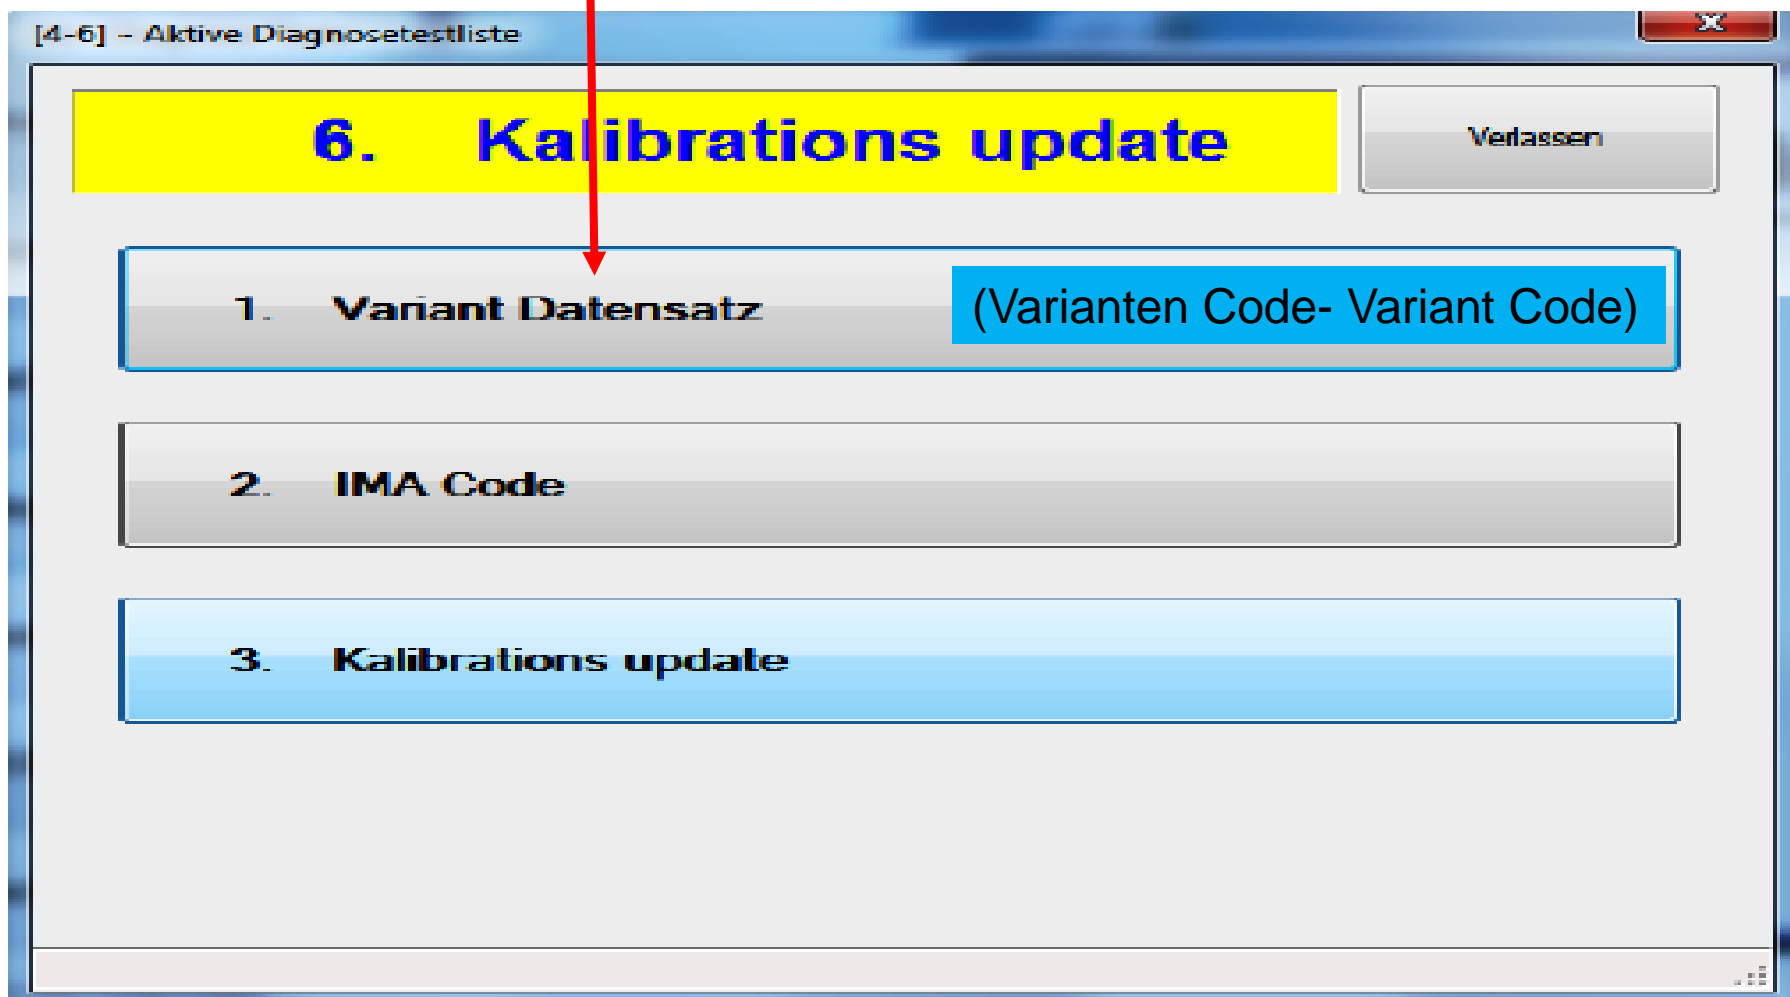 [4-6] - Aktive Diagnosetestliste
6. Kalibrations update
Verlassen
1. Variant Datensatz (Varianten Code- Variant Code)
2. IMA Code
3. Kalibrations update